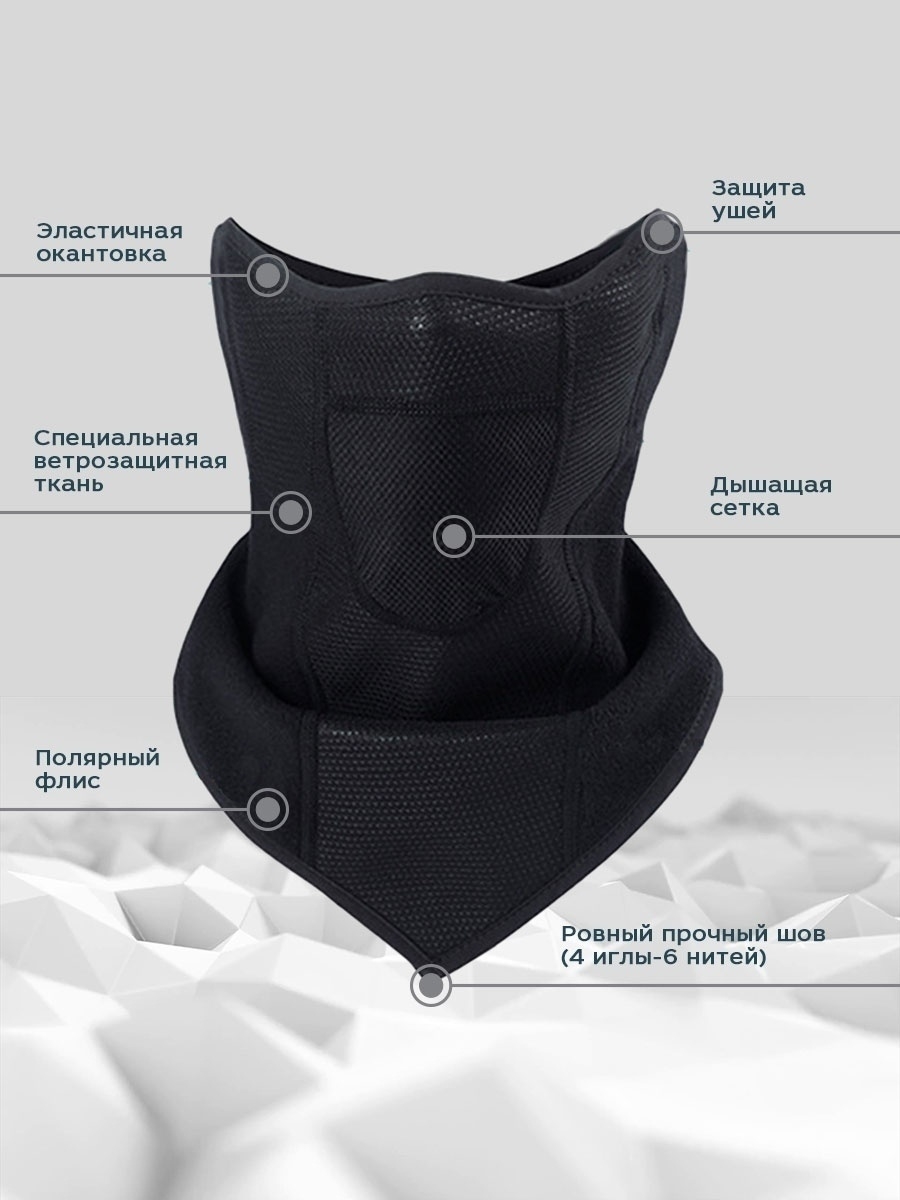 Защита
ушей
Эластичная
окантовка
Специальная
ветрозащитная
ткань
Дышащая
сетка
Полярный
флис
Ровный прочный шов
(4 иглы-6 нитей)